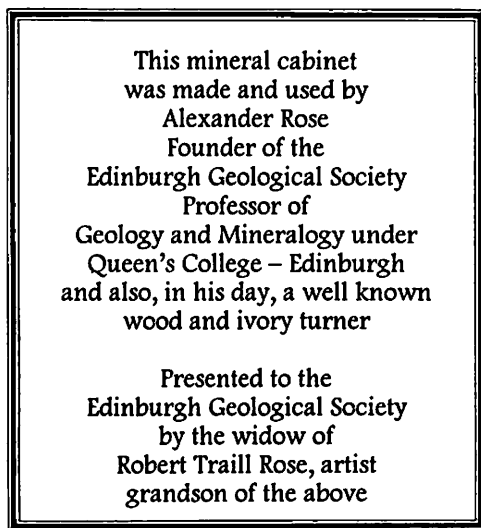 This mineral cabinet
was made and used by
Alexander Rose
Founder of the
Edinburgh Geological Society
Professor of
Geology and Mineralogy under
Queen's College – Edinburgh
and also, in his day, a well known
wood and ivory turner
Presented to the
Edinburgh Geological Society
by the widow of
Robert Traill Rose, artist
grandson of the above